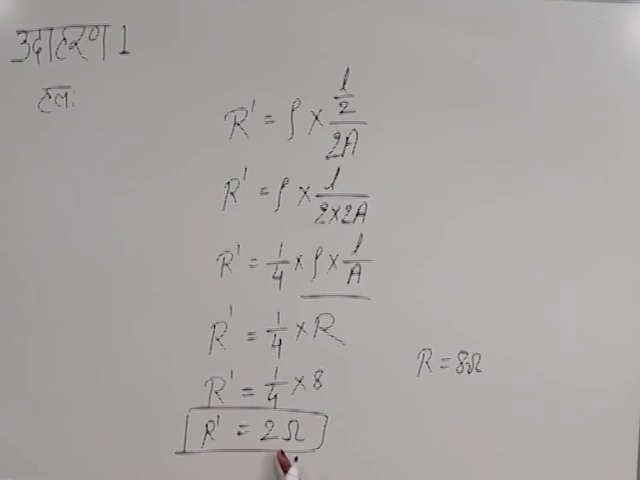 उदाहरण 1
हल:
R' = ρ × (l/2)/2A
R' = ρ × l/(2×2A)
R' = 1/4 × ρ × l/A
R' = 1/4 × R
R = 8Ω
R' = 1/4 × 8
R' = 2Ω